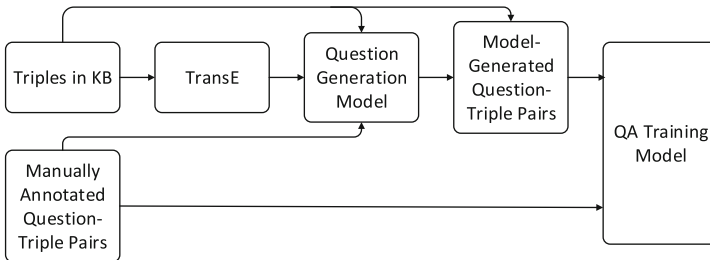 Triples in KB
TransE
Question
Generation
Model
Model-
Generated
Question-
Triple Pairs
QA Training
Model
Manually
Annotated
Question-
Triple Pairs